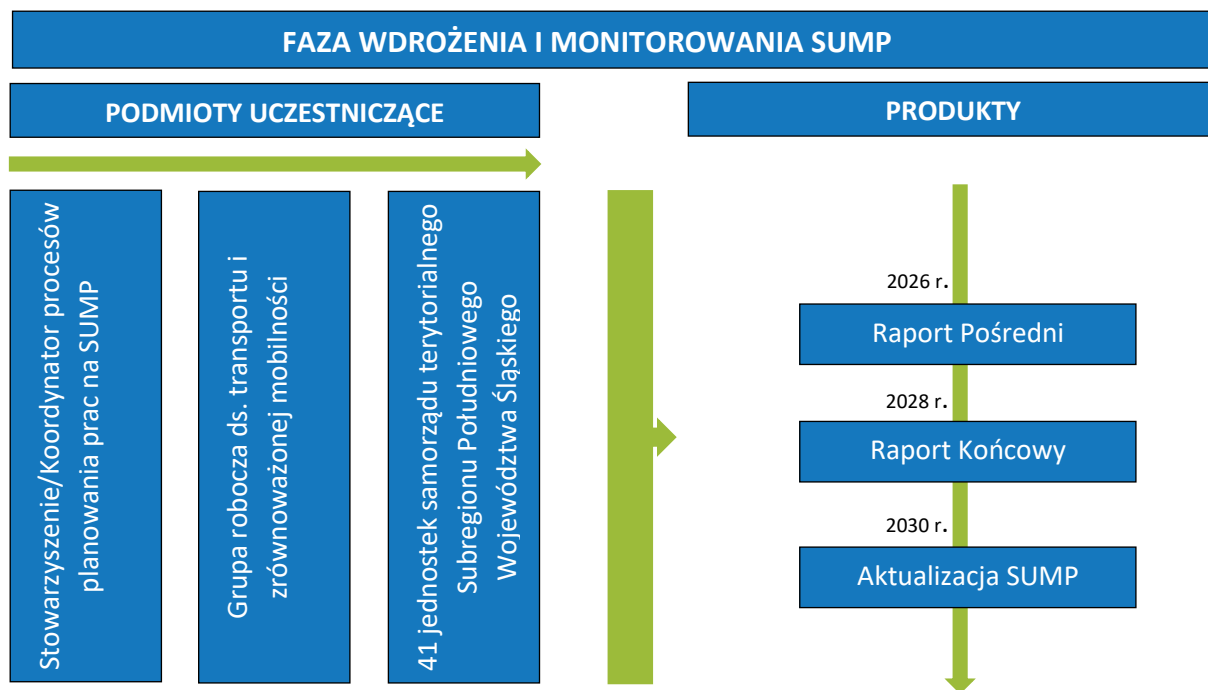 FAZA WDROŻENIA I MONITOROWANIA SUMP
PODMIOTY UCZESTNICZĄCE
Stowarzyszenie/Koordynator procesów
planowania prac na SUMP
Grupa robocza ds. transportu i
zrównoważonej mobilności
41 jednostek samorządu terytorialnego
Subregionu Południowego
Województwa Śląskiego
PRODUKTY
2026 r.
Raport Pośredni
2028 r.
Raport Końcowy
2030 r.
Aktualizacja SUMP